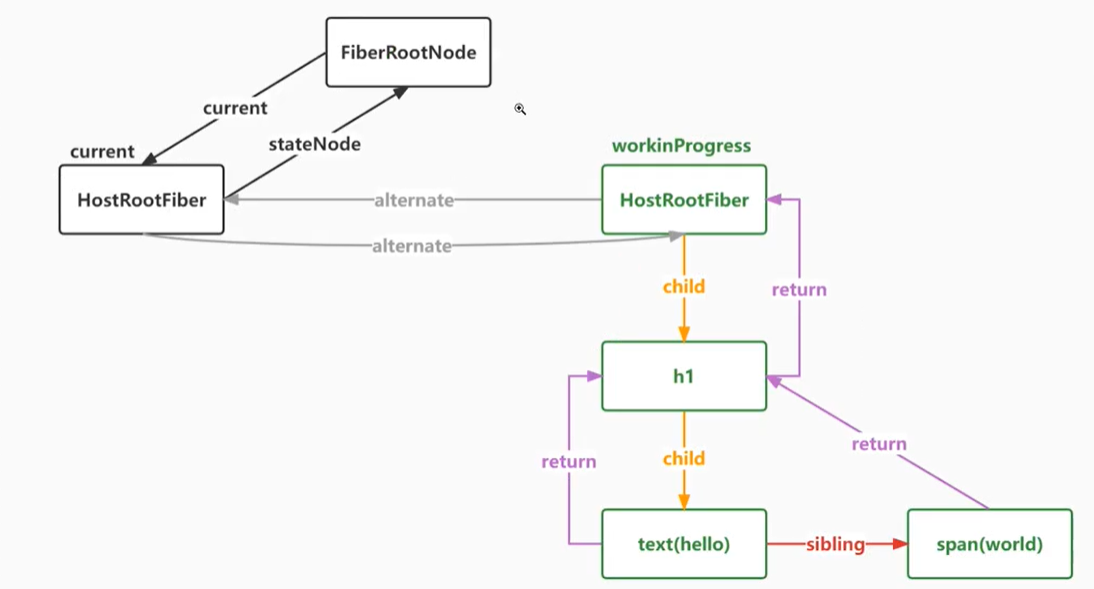 FiberRootNode
current
stateNode
current
workinProgress
HostRootFiber
alternate
HostRootFiber
alternate
child
return
h1
return
return
child
text(hello)
sibling
span(world)